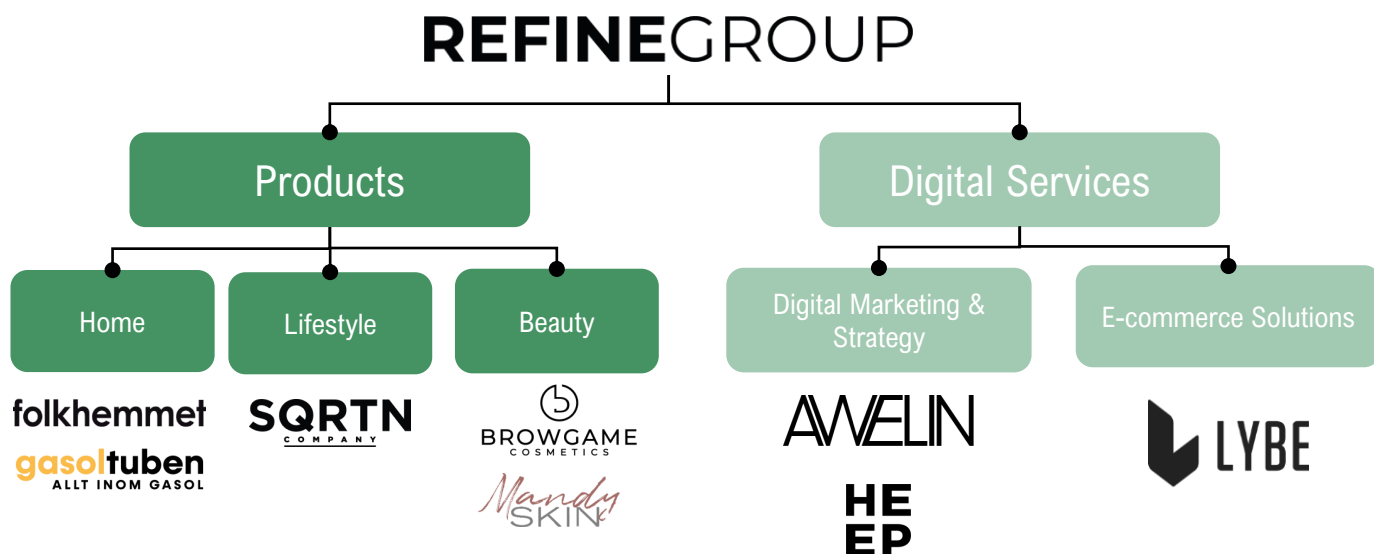 REFINEGROUP
Products
Digital Services
Home
Lifestyle
Beauty
Digital Marketing &
Strategy
E-commerce Solutions
folkhemmet
gasoltuben
ALLT INOM GASOL
SQRTN
COMPANY
BROWGAME
COSMETICS
Mandy
SKIN
AWELIN
HE
EP
LYBE